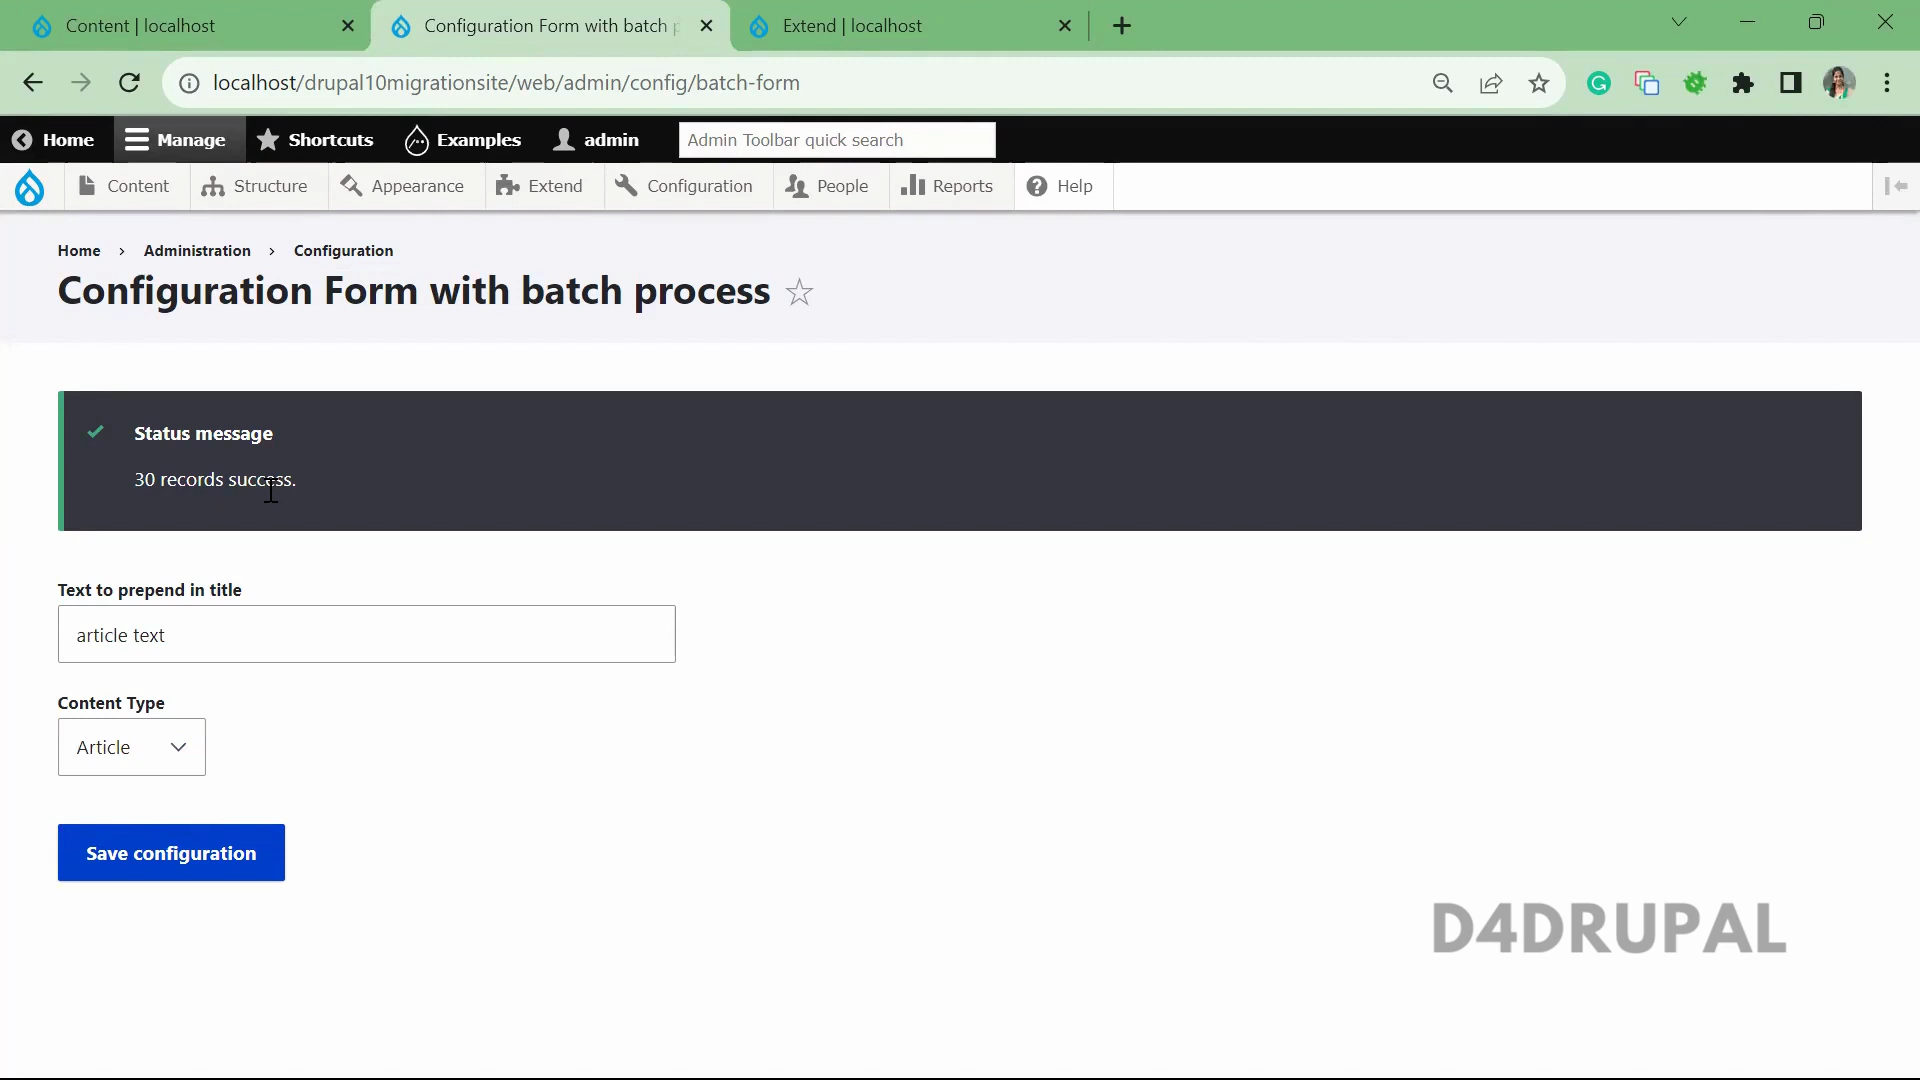 Content | localhost
Configuration Form with batch
Extend | localhost
localhost/drupal10migrationsite/web/admin/config/batch-form
Home
Manage
Shortcuts
Examples
admin
Admin Toolbar quick search
Content
Structure
Appearance
Extend
Configuration
People
Reports
Help
Home > Administration > Configuration
Configuration Form with batch process
Status message
30 records success.
Text to prepend in title
article text
Content Type
Article
Save configuration
D4DRUPAL